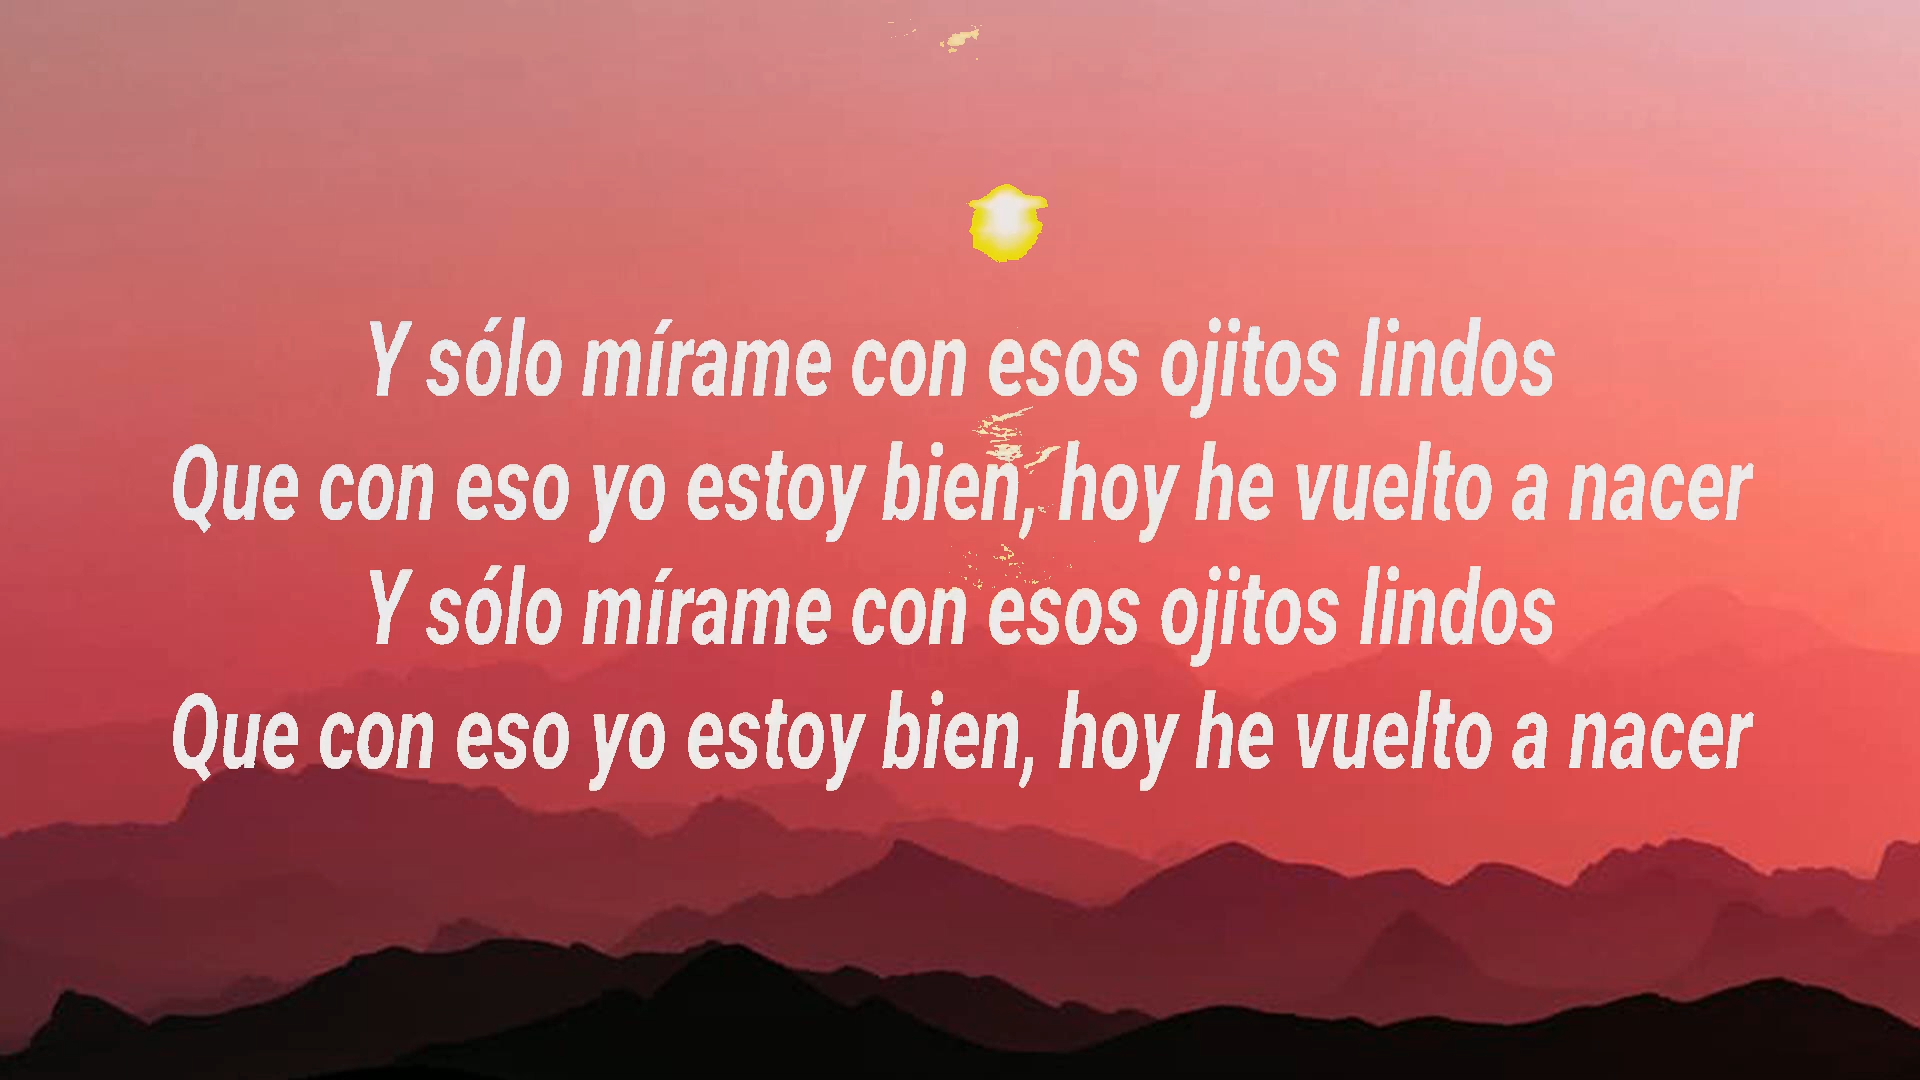 Y sólo mírame con esos ojitos lindos
Que con eso yo estoy bien, hoy he vuelto a nacer
Y sólo mírame con esos ojitos lindos
Que con eso yo estoy bien, hoy he vuelto a nacer